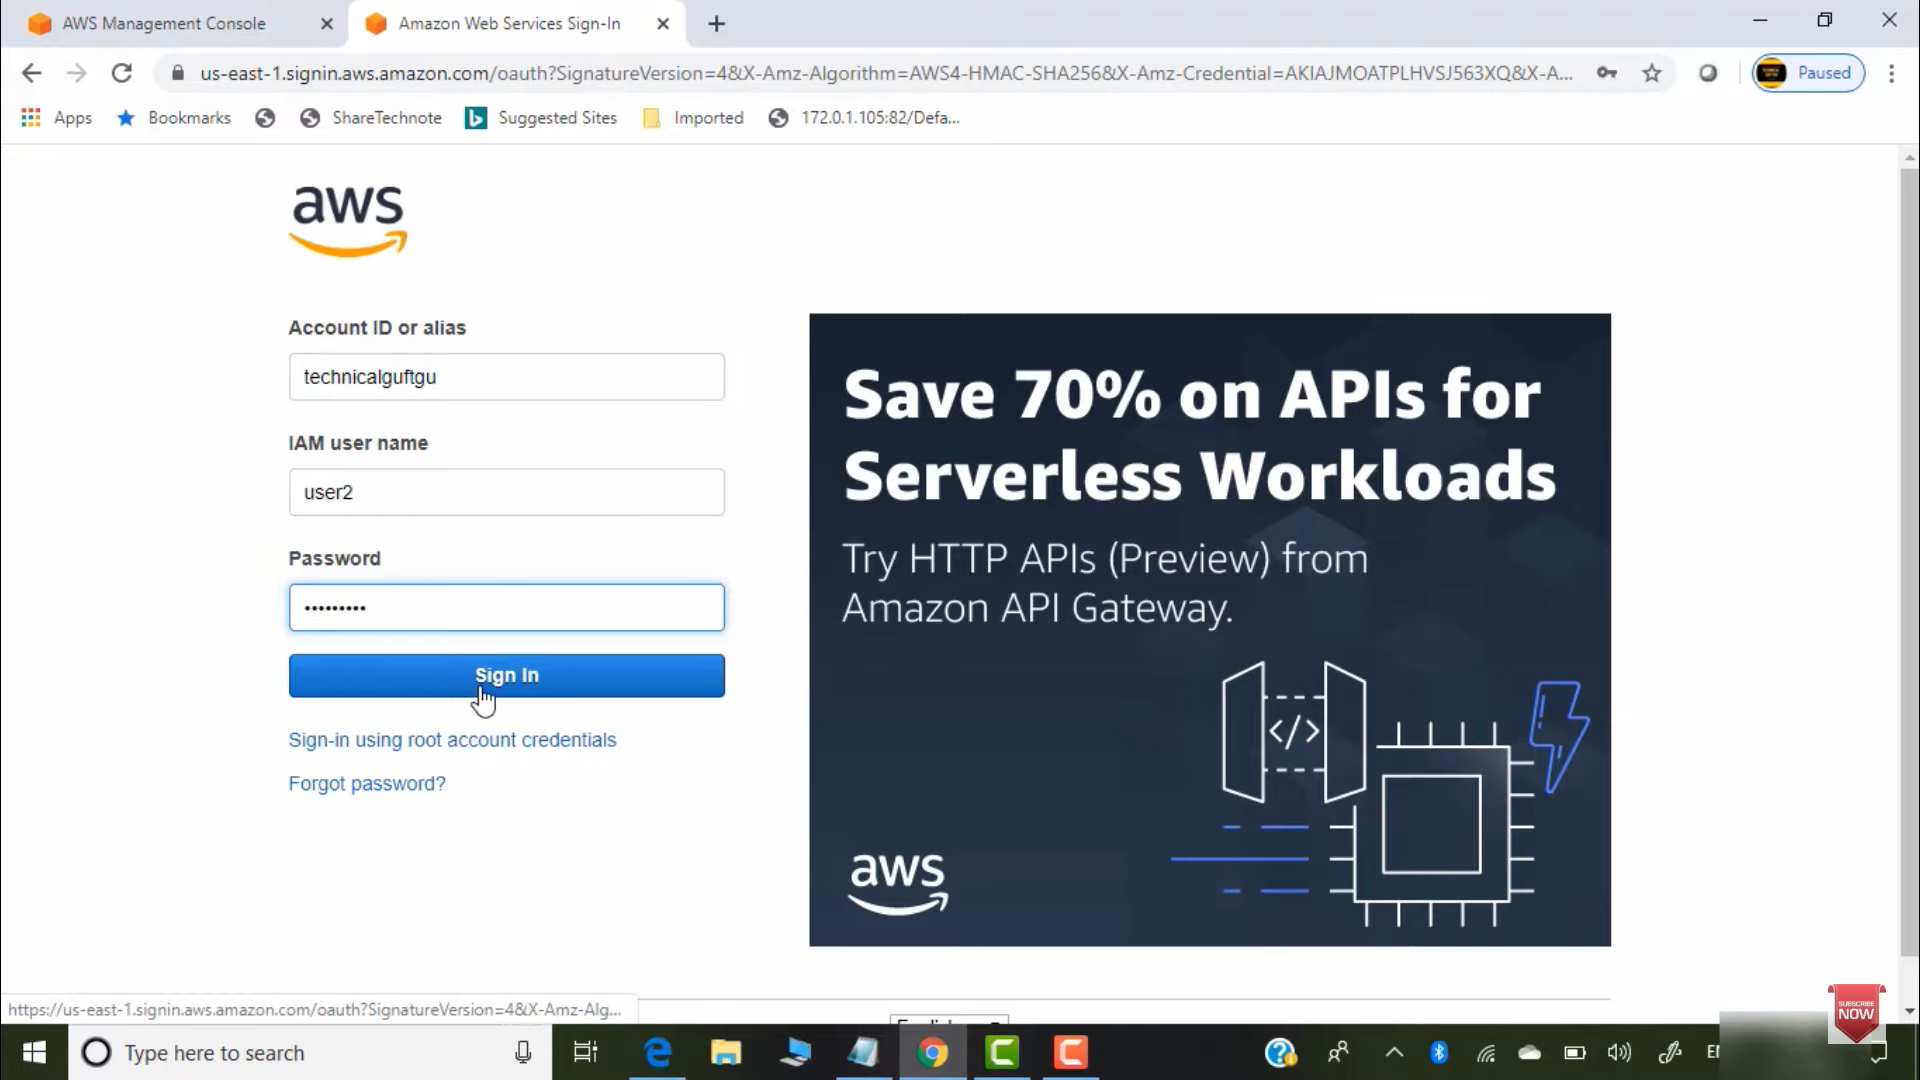 AWS Management Console
Amazon Web Services Sign-In
us-east-1.signin.aws.amazon.com/oauth?SignatureVersion=4&X-Amz-Algorithm=AWS4-HMAC-SHA256&X-Amz-Credential=AKIAJMOATPLHVSJ563XQ&X-A...
Paused
Apps
Bookmarks
ShareTechnote
Suggested Sites
Imported
172.0.1.105:82/Defa...
aws
Account ID or alias
technicalguftgu
IAM user name
user2
Password
•••••••••
Sign In
Sign-in using root account credentials
Forgot password?
Save 70% on APIs for
Serverless Workloads
Try HTTP APIs (Preview) from
Amazon API Gateway.
</>
aws
https://us-east-1.signin.aws.amazon.com/oauth?SignatureVersion=4&X-Amz-Alg...
SUBSCRIBE
NOW
Type here to search